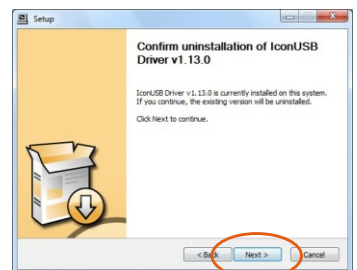 Setup
Confirm uninstallation of IconUSB
Driver v1.13.0
IconUSB Driver v1.13.0 is currently installed on this system.
If you continue, the existing version will be uninstalled.
Click Next to continue.
< Back Next > Cancel